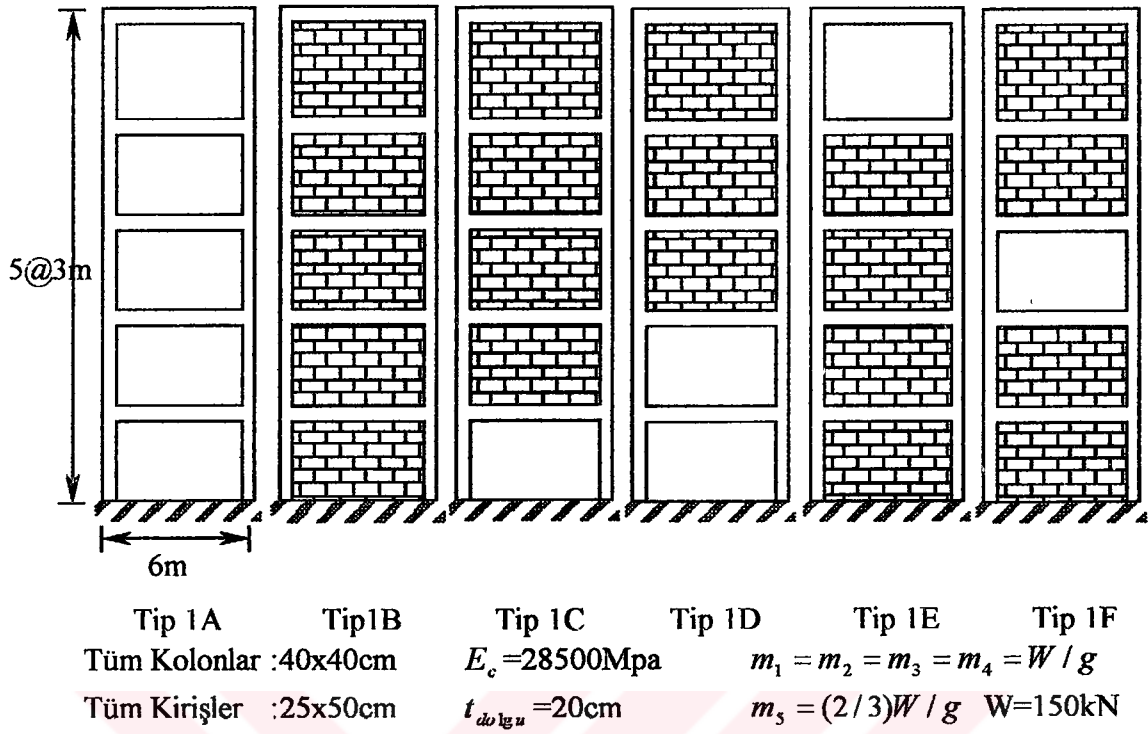 5@3m
6m
Tip 1A Tip1B Tip 1C Tip 1D Tip 1E Tip 1F
Tüm Kolonlar :40x40cm E_c =28500Mpa m_1 = m_2 = m_3 = m_4 = W / g
Tüm Kirişler :25x50cm t_dolgu =20cm m_5 = (2/3)W / g W=150kN